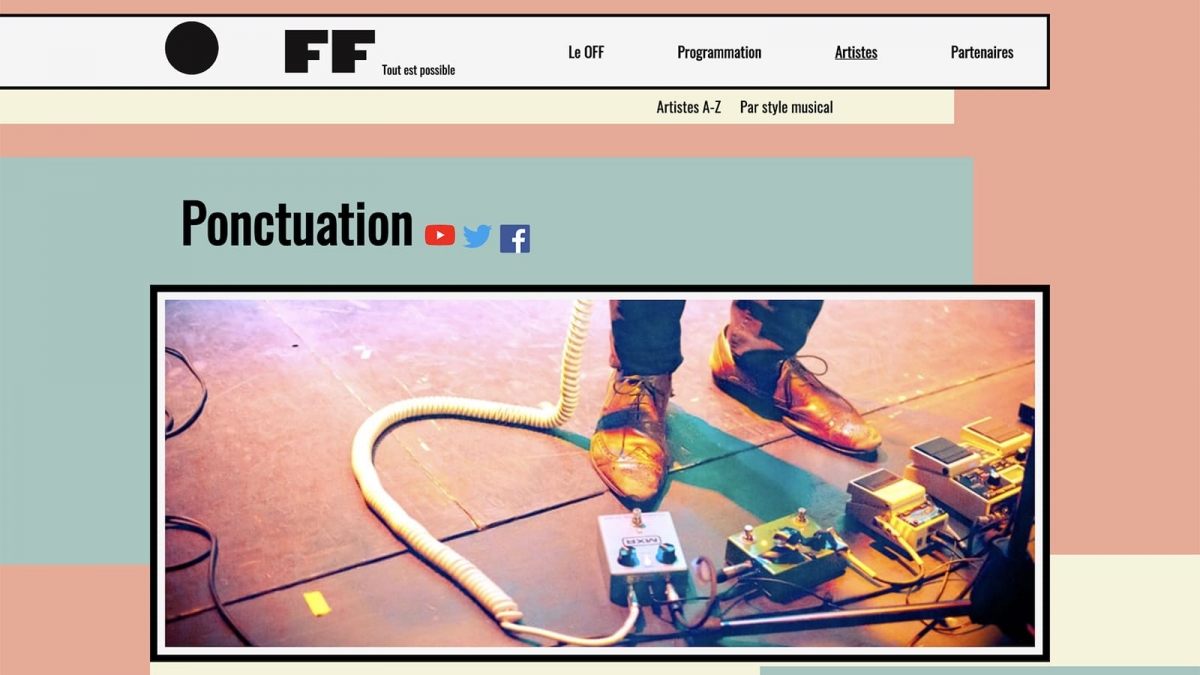 FF
Tout est possible
Le OFF Programmation Artistes Partenaires
Artistes A-Z Par style musical
Ponctuation
MXR